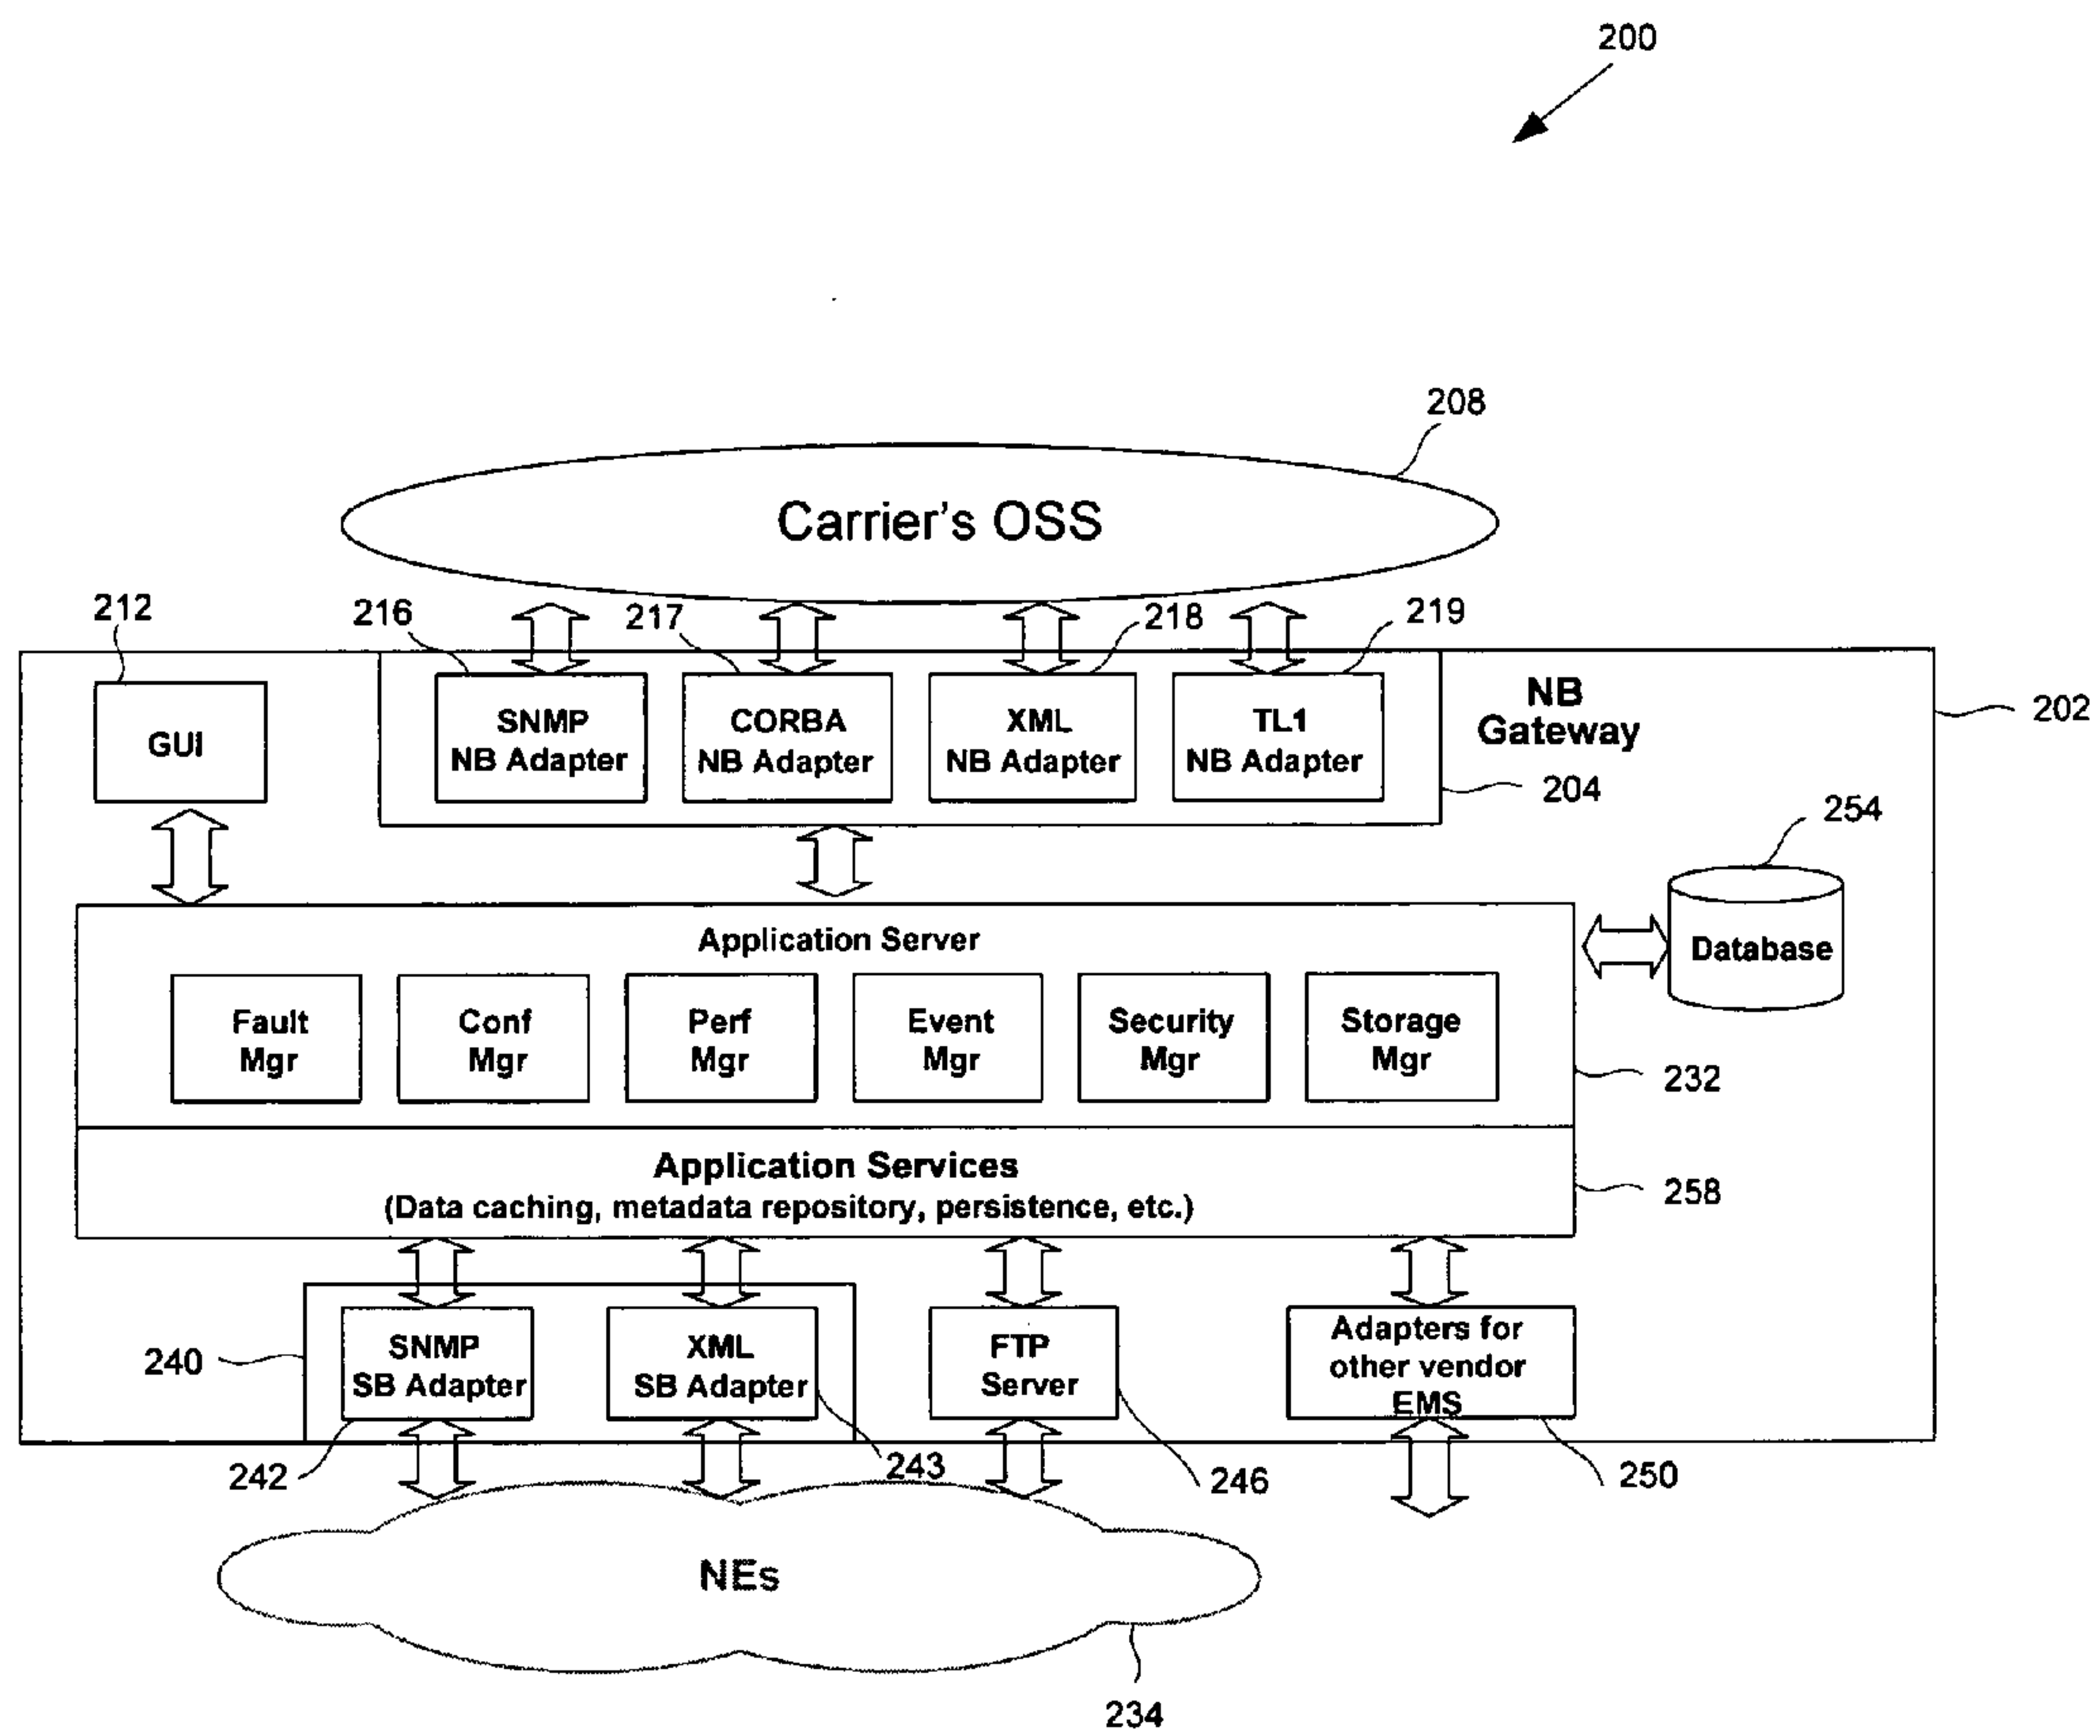 200
208
Carrier's OSS
212
216
217
218
219
GUI
SNMP
NB Adapter
CORBA
NB Adapter
XML
NB Adapter
TL1
NB Adapter
NB
Gateway
202
204
254
Database
Application Server
Fault
Mgr
Conf
Mgr
Perf
Mgr
Event
Mgr
Security
Mgr
Storage
Mgr
232
Application Services
(Data caching, metadata repository, persistence, etc.)
258
240
SNMP
SB Adapter
XML
SB Adapter
FTP
Server
Adapters for
other vendor
EMS
242
243
246
250
NEs
234